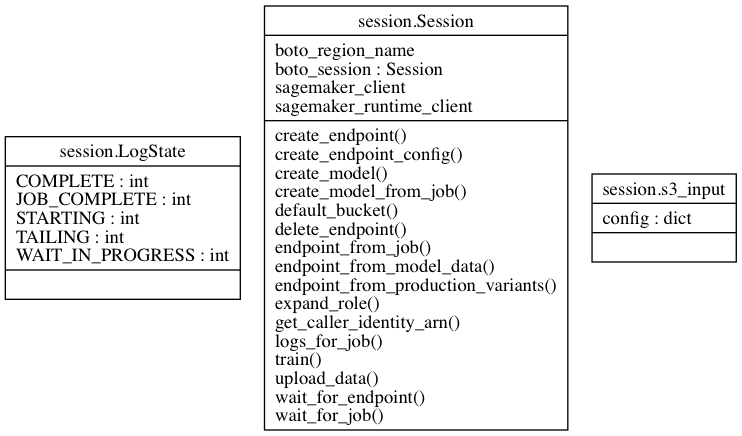 session.LogState
COMPLETE : int
JOB_COMPLETE : int
STARTING : int
TAILING : int
WAIT_IN_PROGRESS : int
session.Session
boto_region_name
boto_session : Session
sagemaker_client
sagemaker_runtime_client
create_endpoint()
create_endpoint_config()
create_model()
create_model_from_job()
default_bucket()
delete_endpoint()
endpoint_from_job()
endpoint_from_model_data()
endpoint_from_production_variants()
expand_role()
get_caller_identity_arn()
logs_for_job()
train()
upload_data()
wait_for_endpoint()
wait_for_job()
session.s3_input
config : dict